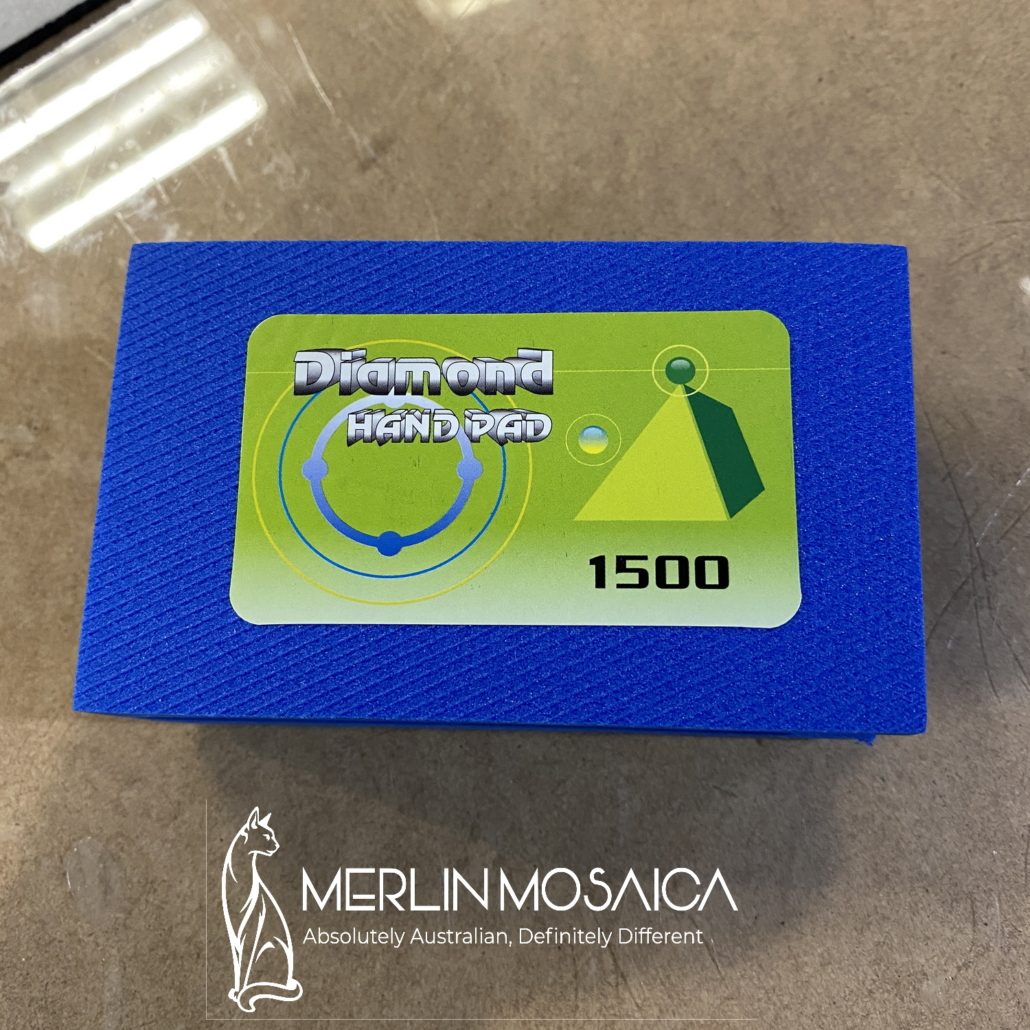 Diamond
HAND PAD
1500
MERLIN MOSAICA
Absolutely Australian, Definitely Different